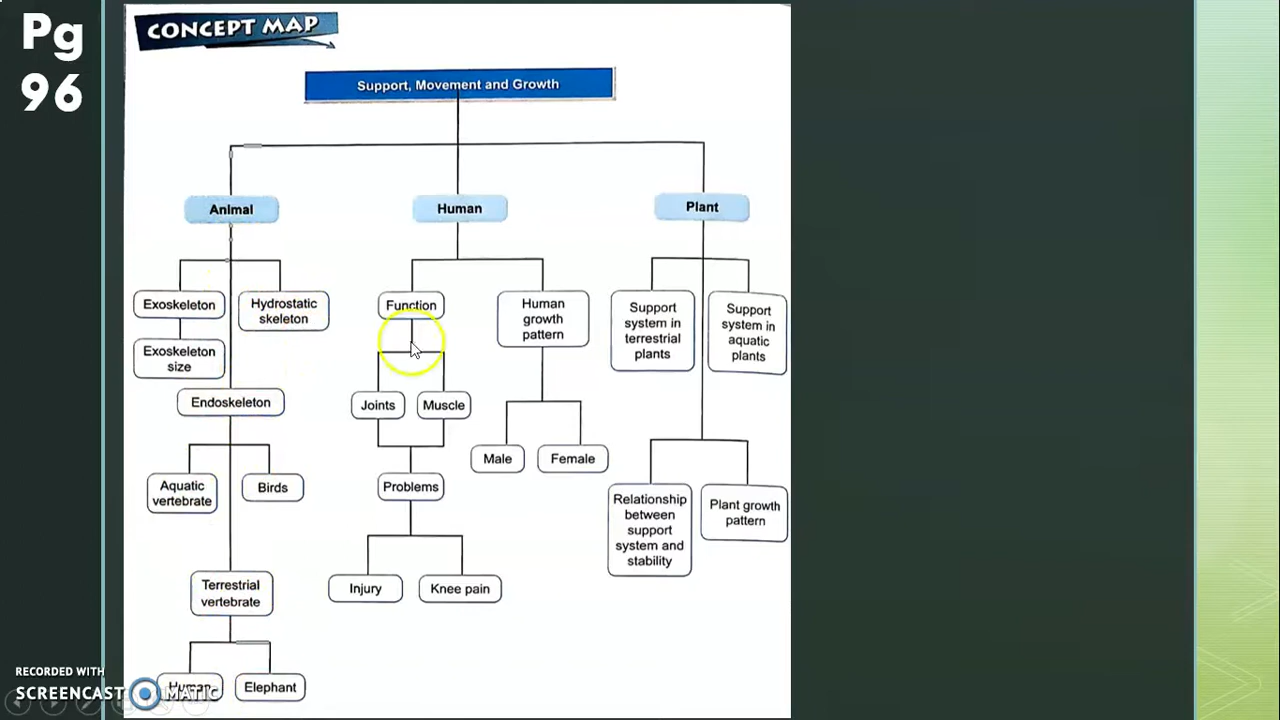 Pg
96
CONCEPT MAP
Support, Movement and Growth
Animal
Human
Plant
Exoskeleton
Hydrostatic
skeleton
Exoskeleton
size
Endoskeleton
Aquatic
vertebrate
Birds
Terrestrial
vertebrate
Human
Elephant
Function
Human
growth
pattern
Joints
Muscle
Male
Female
Problems
Injury
Knee pain
Support
system in
terrestrial
plants
Support
system in
aquatic
plants
Relationship
between
support
system and
stability
Plant growth
pattern
RECORDED WITH
SCREENCAST MATIC